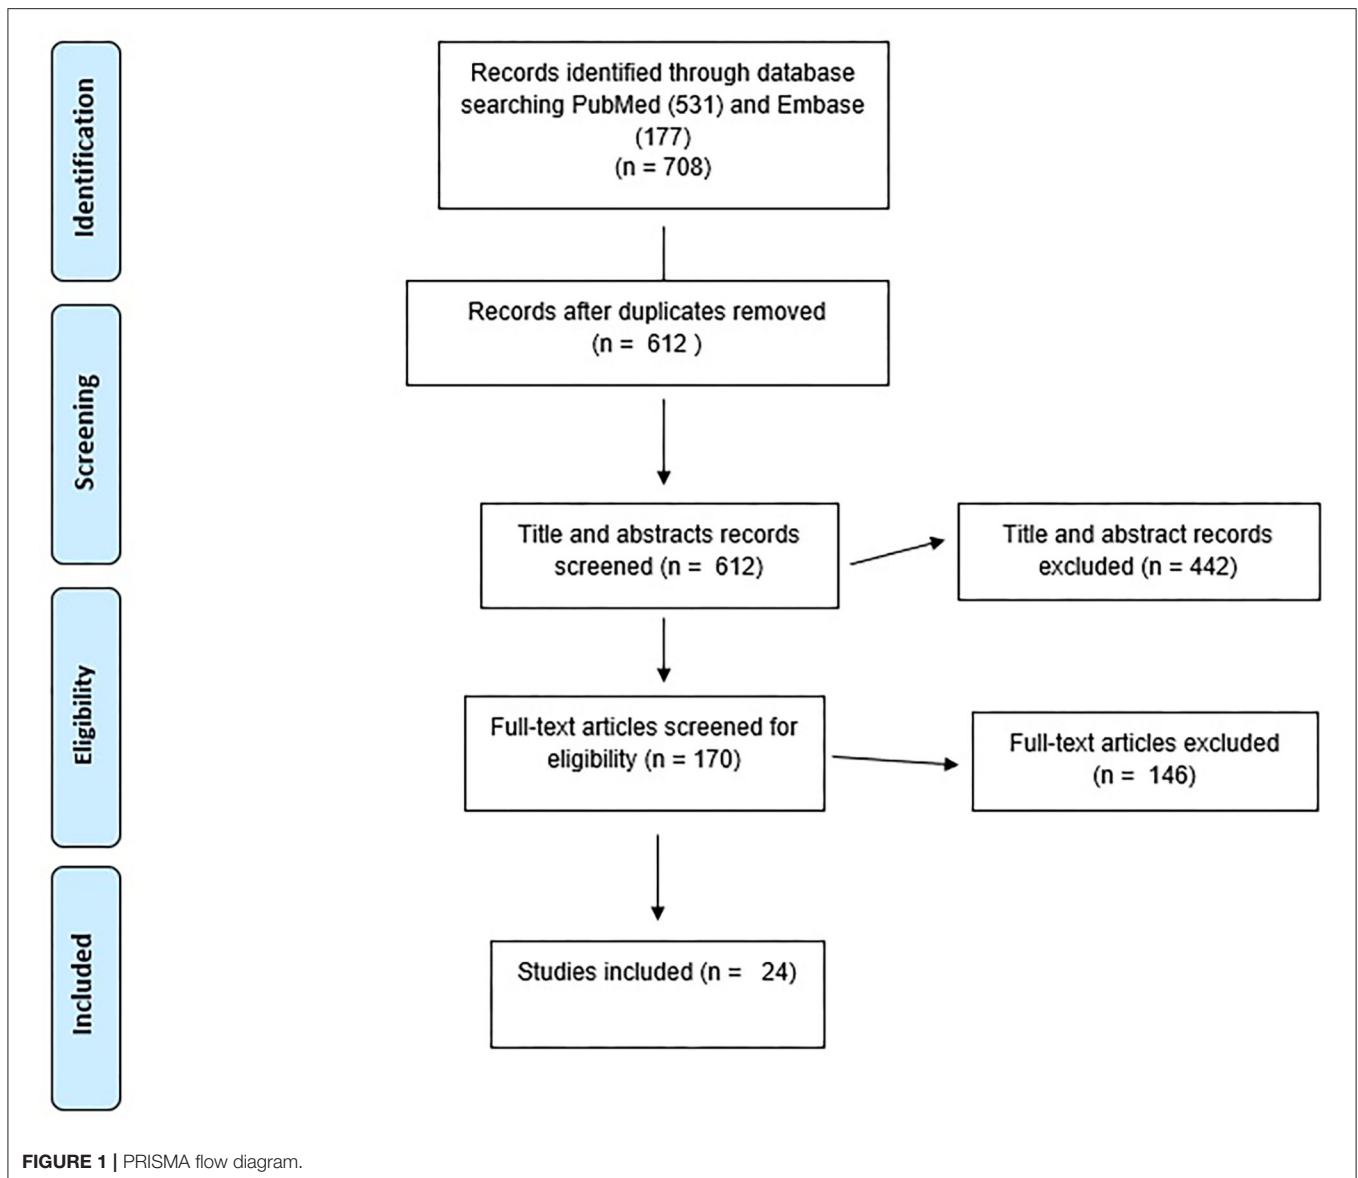 Identification
Records identified through database
searching PubMed (531) and Embase
(177)
(n = 708)
Records after duplicates removed
(n = 612 )
Screening
Title and abstracts records
screened (n = 612)
Title and abstract records
excluded (n = 442)
Eligibility
Full-text articles screened for
eligibility (n = 170)
Full-text articles excluded
(n = 146)
Included
Studies included (n = 24)
FIGURE 1 | PRISMA flow diagram.